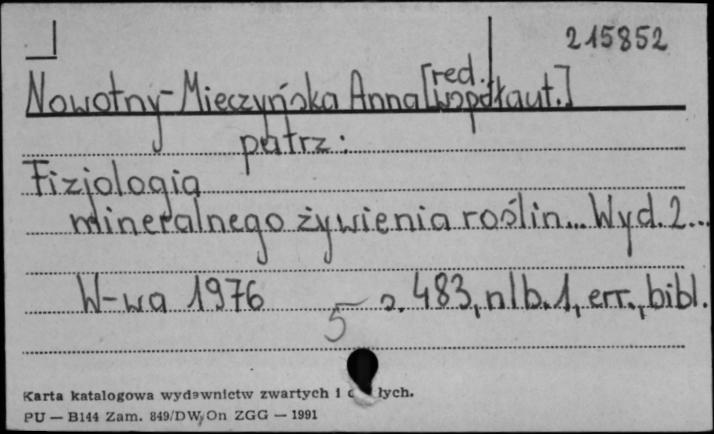 215852
Nowotny-Mieczyńska Anna [red. współaut.]
patrz:
Fizjologia
mineralnego żywienia roślin... Wyd. 2...
W-wa 1976 s. 483, nlb. 1, err., bibl.
5
Karta katalogowa wydawnictw zwartych i lych.
PU — B144 Zam. 849/DW/On ZGG — 1991